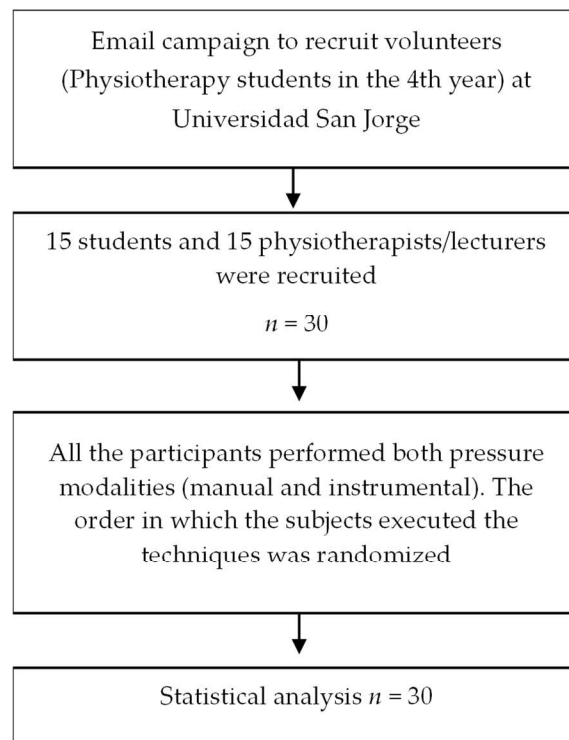 Email campaign to recruit volunteers
(Physiotherapy students in the 4th year) at
Universidad San Jorge
15 students and 15 physiotherapists/lecturers
were recruited
n = 30
All the participants performed both pressure
modalities (manual and instrumental). The
order in which the subjects executed the
techniques was randomized
Statistical analysis n = 30